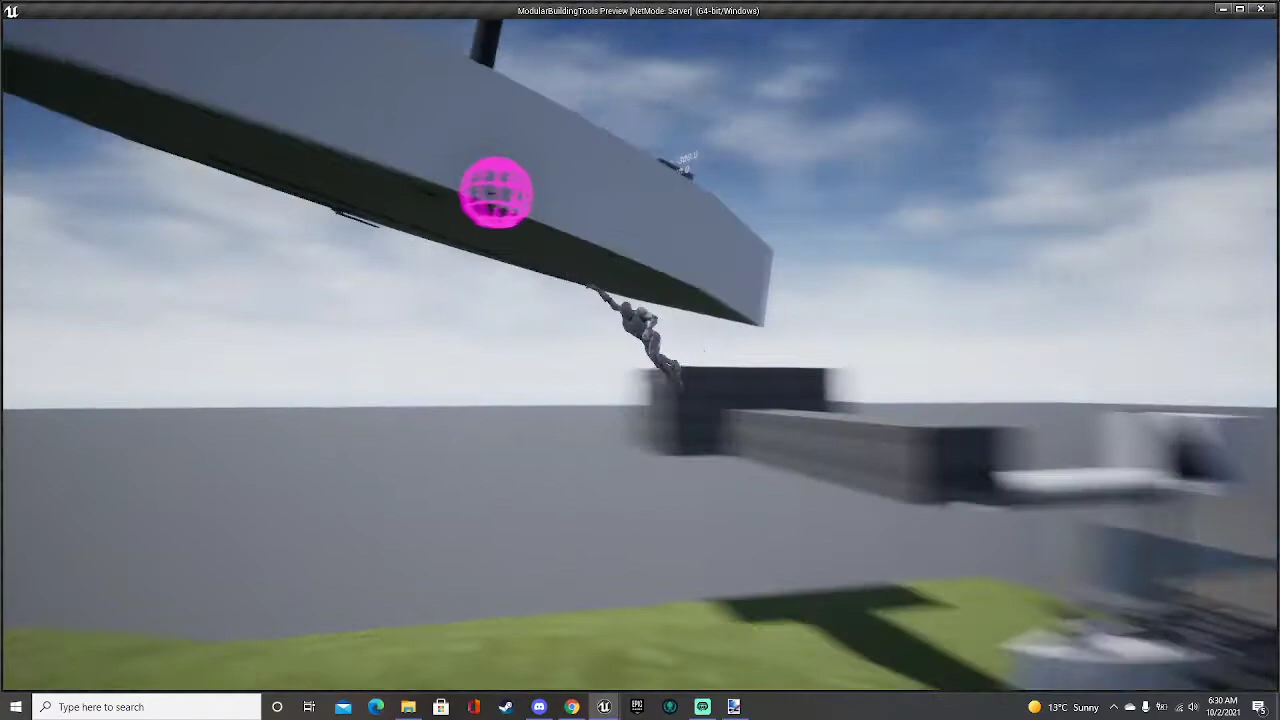 ModularBuildingTools Preview [NetMode: Server] (64-bit/Windows)
Type here to search
EPIC
13°C Sunny
6:30 AM
10/2/2021